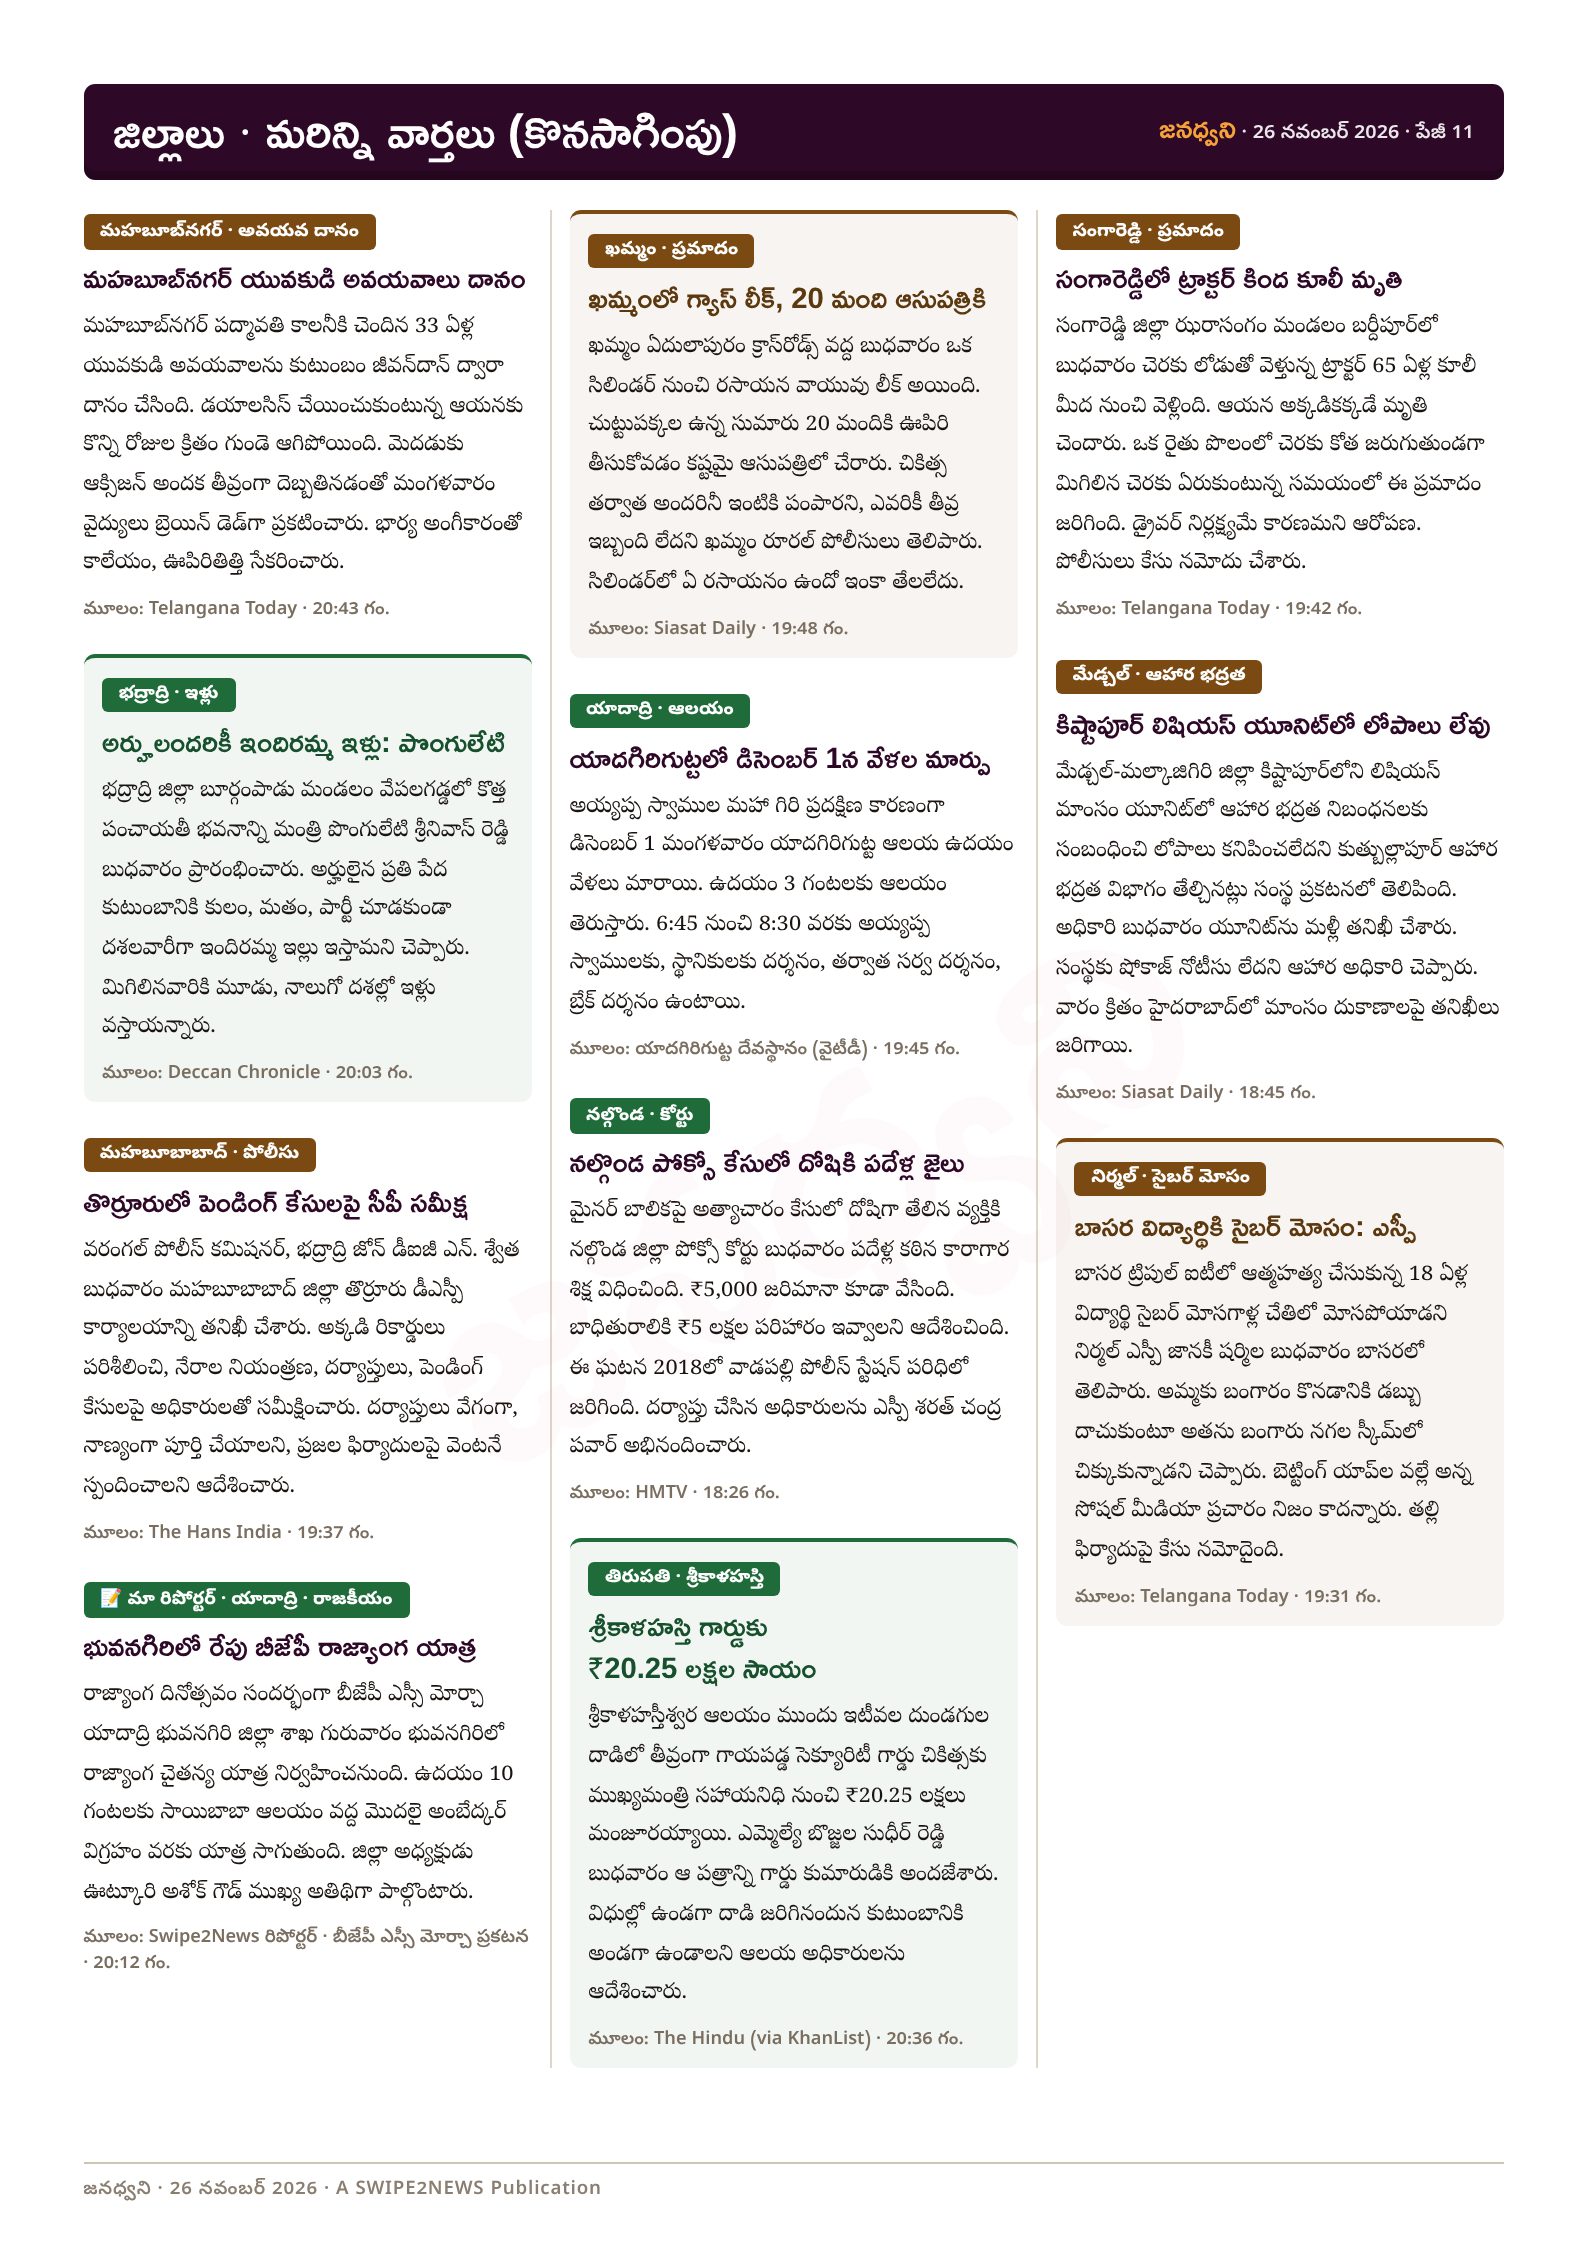 జిల్లాలు · మరిన్ని వార్తలు (కొనసాగింపు)
జనధ్వని · 26 నవంబర్ 2026 · పేజీ 11
మహబూబ్‌నగర్ · అవయవ దానం
మహబూబ్‌నగర్ యువకుడి అవయవాలు దానం
మహబూబ్‌నగర్ పద్మావతి కాలనీకి చెందిన 33 ఏళ్ల
యువకుడి అవయవాలను కుటుంబం జీవన్‌దాన్ ద్వారా
దానం చేసింది. డయాలసిస్ చేయించుకుంటున్న ఆయనకు
కొన్ని రోజుల క్రితం గుండె ఆగిపోయింది. మెదడుకు
ఆక్సిజన్ అందక తీవ్రంగా దెబ్బతినడంతో మంగళవారం
వైద్యులు బ్రెయిన్ డెడ్‌గా ప్రకటించారు. భార్య అంగీకారంతో
కాలేయం, ఊపిరితిత్తి సేకరించారు.
మూలం: Telangana Today · 20:43 గం.
భద్రాద్రి · ఇళ్లు
అర్హులందరికీ ఇందిరమ్మ ఇళ్లు: పొంగులేటి
భద్రాద్రి జిల్లా బూర్గంపాడు మండలం వేపలగడ్డలో కొత్త
పంచాయతీ భవనాన్ని మంత్రి పొంగులేటి శ్రీనివాస్ రెడ్డి
బుధవారం ప్రారంభించారు. అర్హులైన ప్రతి పేద
కుటుంబానికి కులం, మతం, పార్టీ చూడకుండా
దశలవారీగా ఇందిరమ్మ ఇల్లు ఇస్తామని చెప్పారు.
మిగిలినవారికి మూడు, నాలుగో దశల్లో ఇళ్లు
వస్తాయన్నారు.
మూలం: Deccan Chronicle · 20:03 గం.
మహబూబాబాద్ · పోలీసు
తొర్రూరులో పెండింగ్ కేసులపై సీపీ సమీక్ష
వరంగల్ పోలీస్ కమిషనర్, భద్రాద్రి జోన్ డీఐజీ ఎన్. శ్వేత
బుధవారం మహబూబాబాద్ జిల్లా తొర్రూరు డీఎస్పీ
కార్యాలయాన్ని తనిఖీ చేశారు. అక్కడి రికార్డులు
పరిశీలించి, నేరాల నియంత్రణ, దర్యాప్తులు, పెండింగ్
కేసులపై అధికారులతో సమీక్షించారు. దర్యాప్తులు వేగంగా,
నాణ్యంగా పూర్తి చేయాలని, ప్రజల ఫిర్యాదులపై వెంటనే
స్పందించాలని ఆదేశించారు.
మూలం: The Hans India · 19:37 గం.
📝 మా రిపోర్టర్ · యాదాద్రి · రాజకీయం
భువనగిరిలో రేపు బీజేపీ రాజ్యాంగ యాత్ర
రాజ్యాంగ దినోత్సవం సందర్భంగా బీజేపీ ఎస్సీ మోర్చా
యాదాద్రి భువనగిరి జిల్లా శాఖ గురువారం భువనగిరిలో
రాజ్యాంగ చైతన్య యాత్ర నిర్వహించనుంది. ఉదయం 10
గంటలకు సాయిబాబా ఆలయం వద్ద మొదలై అంబేద్కర్
విగ్రహం వరకు యాత్ర సాగుతుంది. జిల్లా అధ్యక్షుడు
ఊట్కూరి అశోక్ గౌడ్ ముఖ్య అతిథిగా పాల్గొంటారు.
మూలం: Swipe2News రిపోర్టర్ · బీజేపీ ఎస్సీ మోర్చా ప్రకటన
· 20:12 గం.
ఖమ్మం · ప్రమాదం
ఖమ్మంలో గ్యాస్ లీక్, 20 మంది ఆసుపత్రికి
ఖమ్మం ఏదులాపురం క్రాస్‌రోడ్స్ వద్ద బుధవారం ఒక
సిలిండర్ నుంచి రసాయన వాయువు లీక్ అయింది.
చుట్టుపక్కల ఉన్న సుమారు 20 మందికి ఊపిరి
తీసుకోవడం కష్టమై ఆసుపత్రిలో చేరారు. చికిత్స
తర్వాత అందరినీ ఇంటికి పంపారని, ఎవరికీ తీవ్ర
ఇబ్బంది లేదని ఖమ్మం రూరల్ పోలీసులు తెలిపారు.
సిలిండర్‌లో ఏ రసాయనం ఉందో ఇంకా తేలలేదు.
మూలం: Siasat Daily · 19:48 గం.
యాదాద్రి · ఆలయం
యాదగిరిగుట్టలో డిసెంబర్ 1న వేళల మార్పు
అయ్యప్ప స్వాముల మహా గిరి ప్రదక్షిణ కారణంగా
డిసెంబర్ 1 మంగళవారం యాదగిరిగుట్ట ఆలయ ఉదయం
వేళలు మారాయి. ఉదయం 3 గంటలకు ఆలయం
తెరుస్తారు. 6:45 నుంచి 8:30 వరకు అయ్యప్ప
స్వాములకు, స్థానికులకు దర్శనం, తర్వాత సర్వ దర్శనం,
బ్రేక్ దర్శనం ఉంటాయి.
మూలం: యాదగిరిగుట్ట దేవస్థానం (వైటీడీ) · 19:45 గం.
నల్గొండ · కోర్టు
నల్గొండ పోక్సో కేసులో దోషికి పదేళ్ల జైలు
మైనర్ బాలికపై అత్యాచారం కేసులో దోషిగా తేలిన వ్యక్తికి
నల్గొండ జిల్లా పోక్సో కోర్టు బుధవారం పదేళ్ల కఠిన కారాగార
శిక్ష విధించింది. ₹5,000 జరిమానా కూడా వేసింది.
బాధితురాలికి ₹5 లక్షల పరిహారం ఇవ్వాలని ఆదేశించింది.
ఈ ఘటన 2018లో వాడపల్లి పోలీస్ స్టేషన్ పరిధిలో
జరిగింది. దర్యాప్తు చేసిన అధికారులను ఎస్పీ శరత్ చంద్ర
పవార్ అభినందించారు.
మూలం: HMTV · 18:26 గం.
తిరుపతి · శ్రీకాళహస్తి
శ్రీకాళహస్తి గార్డుకు
₹20.25 లక్షల సాయం
శ్రీకాళహస్తీశ్వర ఆలయం ముందు ఇటీవల దుండగుల
దాడిలో తీవ్రంగా గాయపడ్డ సెక్యూరిటీ గార్డు చికిత్సకు
ముఖ్యమంత్రి సహాయనిధి నుంచి ₹20.25 లక్షలు
మంజూరయ్యాయి. ఎమ్మెల్యే బొజ్జల సుధీర్ రెడ్డి
బుధవారం ఆ పత్రాన్ని గార్డు కుమారుడికి అందజేశారు.
విధుల్లో ఉండగా దాడి జరిగినందున కుటుంబానికి
అండగా ఉండాలని ఆలయ అధికారులను
ఆదేశించారు.
మూలం: The Hindu (via KhanList) · 20:36 గం.
సంగారెడ్డి · ప్రమాదం
సంగారెడ్డిలో ట్రాక్టర్ కింద కూలీ మృతి
సంగారెడ్డి జిల్లా ఝరాసంగం మండలం బర్దీపూర్‌లో
బుధవారం చెరకు లోడుతో వెళ్తున్న ట్రాక్టర్ 65 ఏళ్ల కూలీ
మీద నుంచి వెళ్లింది. ఆయన అక్కడికక్కడే మృతి
చెందారు. ఒక రైతు పొలంలో చెరకు కోత జరుగుతుండగా
మిగిలిన చెరకు ఏరుకుంటున్న సమయంలో ఈ ప్రమాదం
జరిగింది. డ్రైవర్ నిర్లక్ష్యమే కారణమని ఆరోపణ.
పోలీసులు కేసు నమోదు చేశారు.
మూలం: Telangana Today · 19:42 గం.
మేడ్చల్ · ఆహార భద్రత
కిష్టాపూర్ లిషియస్ యూనిట్‌లో లోపాలు లేవు
మేడ్చల్-మల్కాజిగిరి జిల్లా కిష్టాపూర్‌లోని లిషియస్
మాంసం యూనిట్‌లో ఆహార భద్రత నిబంధనలకు
సంబంధించి లోపాలు కనిపించలేదని కుత్బుల్లాపూర్ ఆహార
భద్రత విభాగం తేల్చినట్లు సంస్థ ప్రకటనలో తెలిపింది.
అధికారి బుధవారం యూనిట్‌ను మళ్లీ తనిఖీ చేశారు.
సంస్థకు షోకాజ్ నోటీసు లేదని ఆహార అధికారి చెప్పారు.
వారం క్రితం హైదరాబాద్‌లో మాంసం దుకాణాలపై తనిఖీలు
జరిగాయి.
మూలం: Siasat Daily · 18:45 గం.
నిర్మల్ · సైబర్ మోసం
బాసర విద్యార్థికి సైబర్ మోసం: ఎస్పీ
బాసర ట్రిపుల్ ఐటీలో ఆత్మహత్య చేసుకున్న 18 ఏళ్ల
విద్యార్థి సైబర్ మోసగాళ్ల చేతిలో మోసపోయాడని
నిర్మల్ ఎస్పీ జానకీ షర్మిల బుధవారం బాసరలో
తెలిపారు. అమ్మకు బంగారం కొనడానికి డబ్బు
దాచుకుంటూ అతను బంగారు నగల స్కీమ్‌లో
చిక్కుకున్నాడని చెప్పారు. బెట్టింగ్ యాప్‌ల వల్లే అన్న
సోషల్ మీడియా ప్రచారం నిజం కాదన్నారు. తల్లి
ఫిర్యాదుపై కేసు నమోదైంది.
మూలం: Telangana Today · 19:31 గం.
జనధ్వని · 26 నవంబర్ 2026 · A SWIPE2NEWS Publication